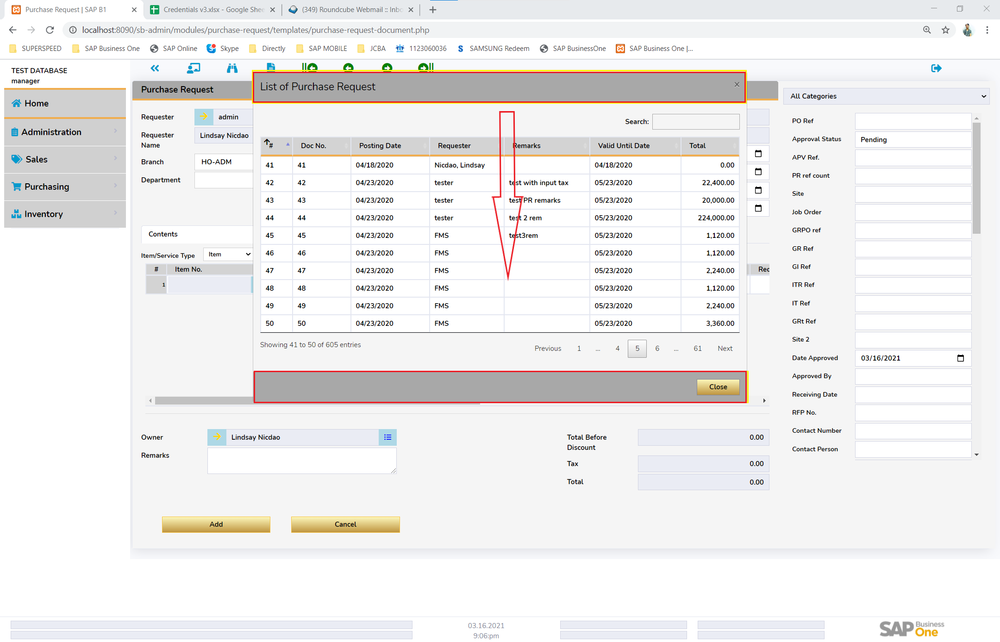 Purchase Request | SAP B1
Credentials v3.xlsx - Google Shee
(349) Roundcube Webmail :: Inbo
localhost:8090/sb-admin/modules/purchase-request/templates/purchase-request-document.php
SUPERSPEED SAP Business One SAP Online Skype Directly SAP MOBILE JCBA 1123060036 SAMSUNG Redeem SAP BusinessOne SAP Business One |...
TEST DATABASE
manager
Home
Administration
Sales
Purchasing
Inventory
Purchase Request
Requester admin
Requester Name Lindsay Nicdao
Branch HO-ADM
Department
Contents
Item/Service Type Item
# Item No. Rec
1
List of Purchase Request
Search:
# Doc No. Posting Date Requester Remarks Valid Until Date Total
41 41 04/18/2020 Nicdao, Lindsay 04/18/2020 0.00
42 42 04/23/2020 tester test with input tax 05/23/2020 22,400.00
43 43 04/23/2020 tester test PR remarks 05/23/2020 20,000.00
44 44 04/23/2020 tester test 2 rem 05/23/2020 224,000.00
45 45 04/23/2020 FMS test3rem 05/23/2020 1,120.00
46 46 04/23/2020 FMS 05/23/2020 1,120.00
47 47 04/23/2020 FMS 05/23/2020 2,240.00
48 48 04/23/2020 FMS 05/23/2020 1,120.00
49 49 04/23/2020 FMS 05/23/2020 2,240.00
50 50 04/23/2020 FMS 05/23/2020 3,360.00
Showing 41 to 50 of 605 entries
Previous 1 ... 4 5 6 ... 61 Next
Close
Owner Lindsay Nicdao
Remarks
Total Before Discount 0.00
Tax 0.00
Total 0.00
Add
Cancel
All Categories
PO Ref
Approval Status Pending
APV Ref.
PR ref count
Site
Job Order
GRPO ref
GR Ref
GI Ref
ITR Ref
IT Ref
GRt Ref
Site 2
Date Approved 03/16/2021
Approved By
Receiving Date
RFP No.
Contact Number
Contact Person
03.16.2021
9:06:pm
SAP Business One